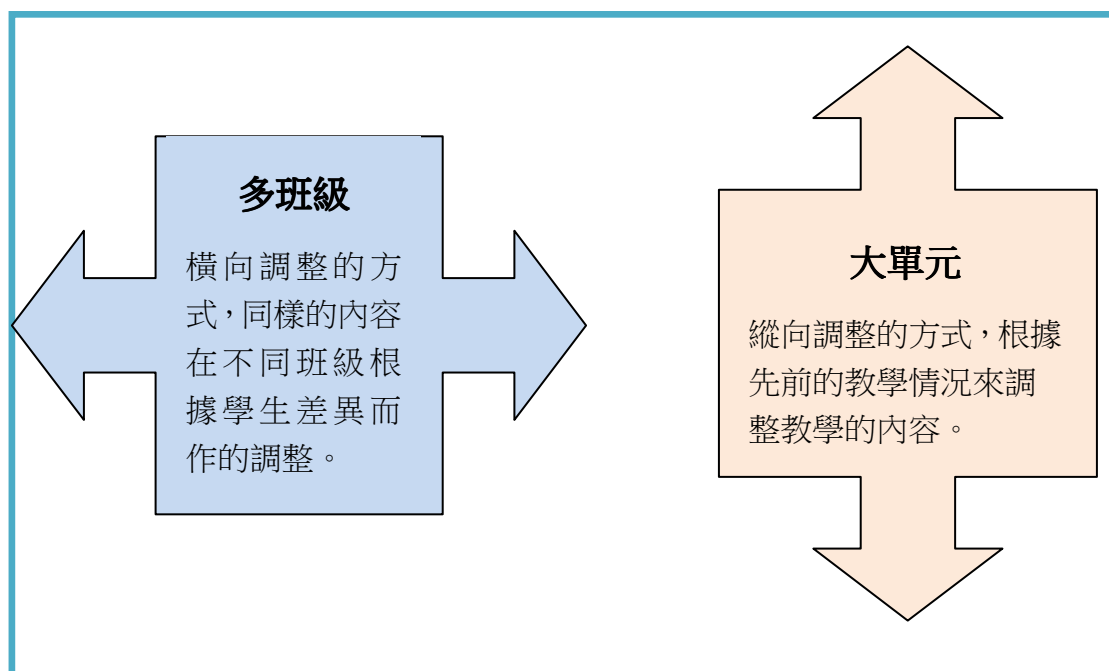 多班級
橫向調整的方
式，同樣的內容
在不同班級根
據學生差異而
作的調整。
大單元
縱向調整的方式，根據
先前的教學情況來調
整教學的內容。